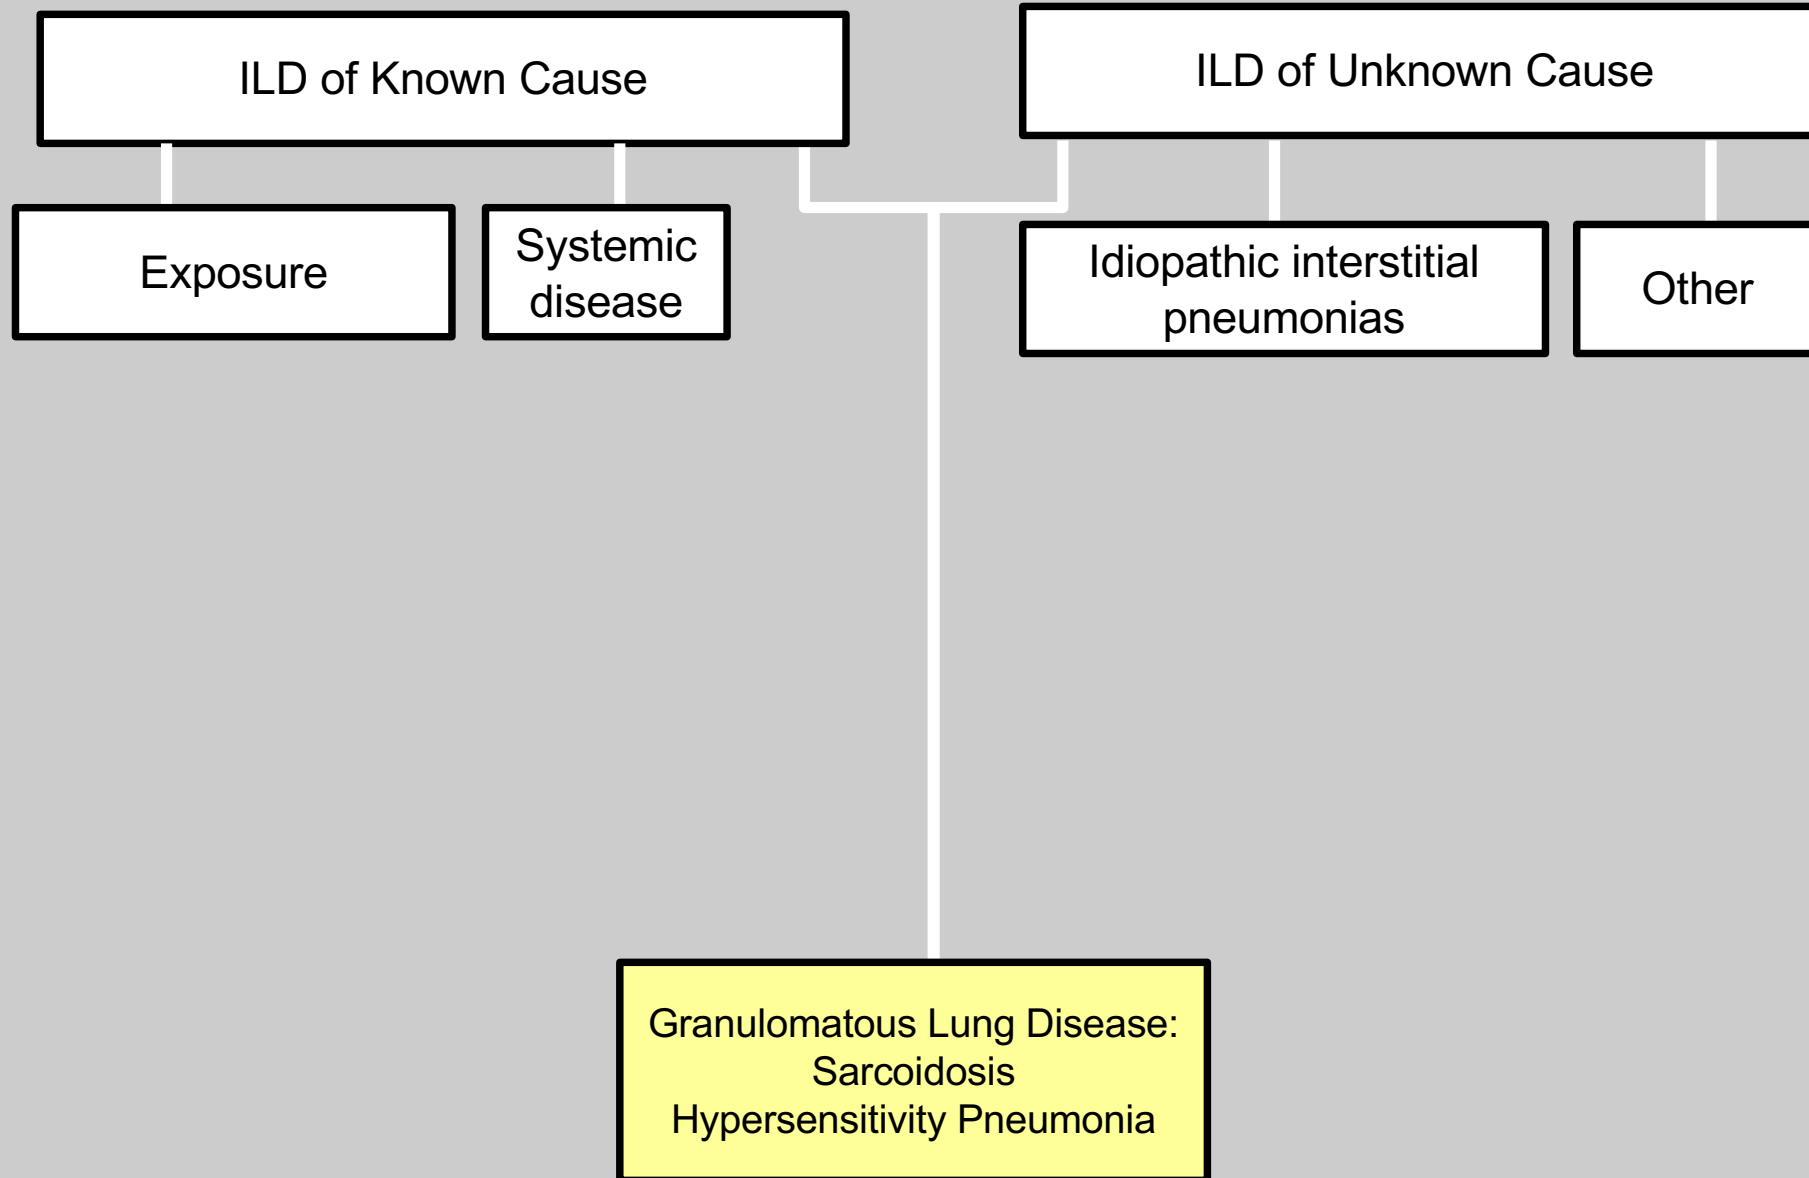 ILD of Known Cause
ILD of Unknown Cause
Exposure
Systemic
disease
Idiopathic interstitial
pneumonias
Other
Granulomatous Lung Disease:
Sarcoidosis
Hypersensitivity Pneumonia